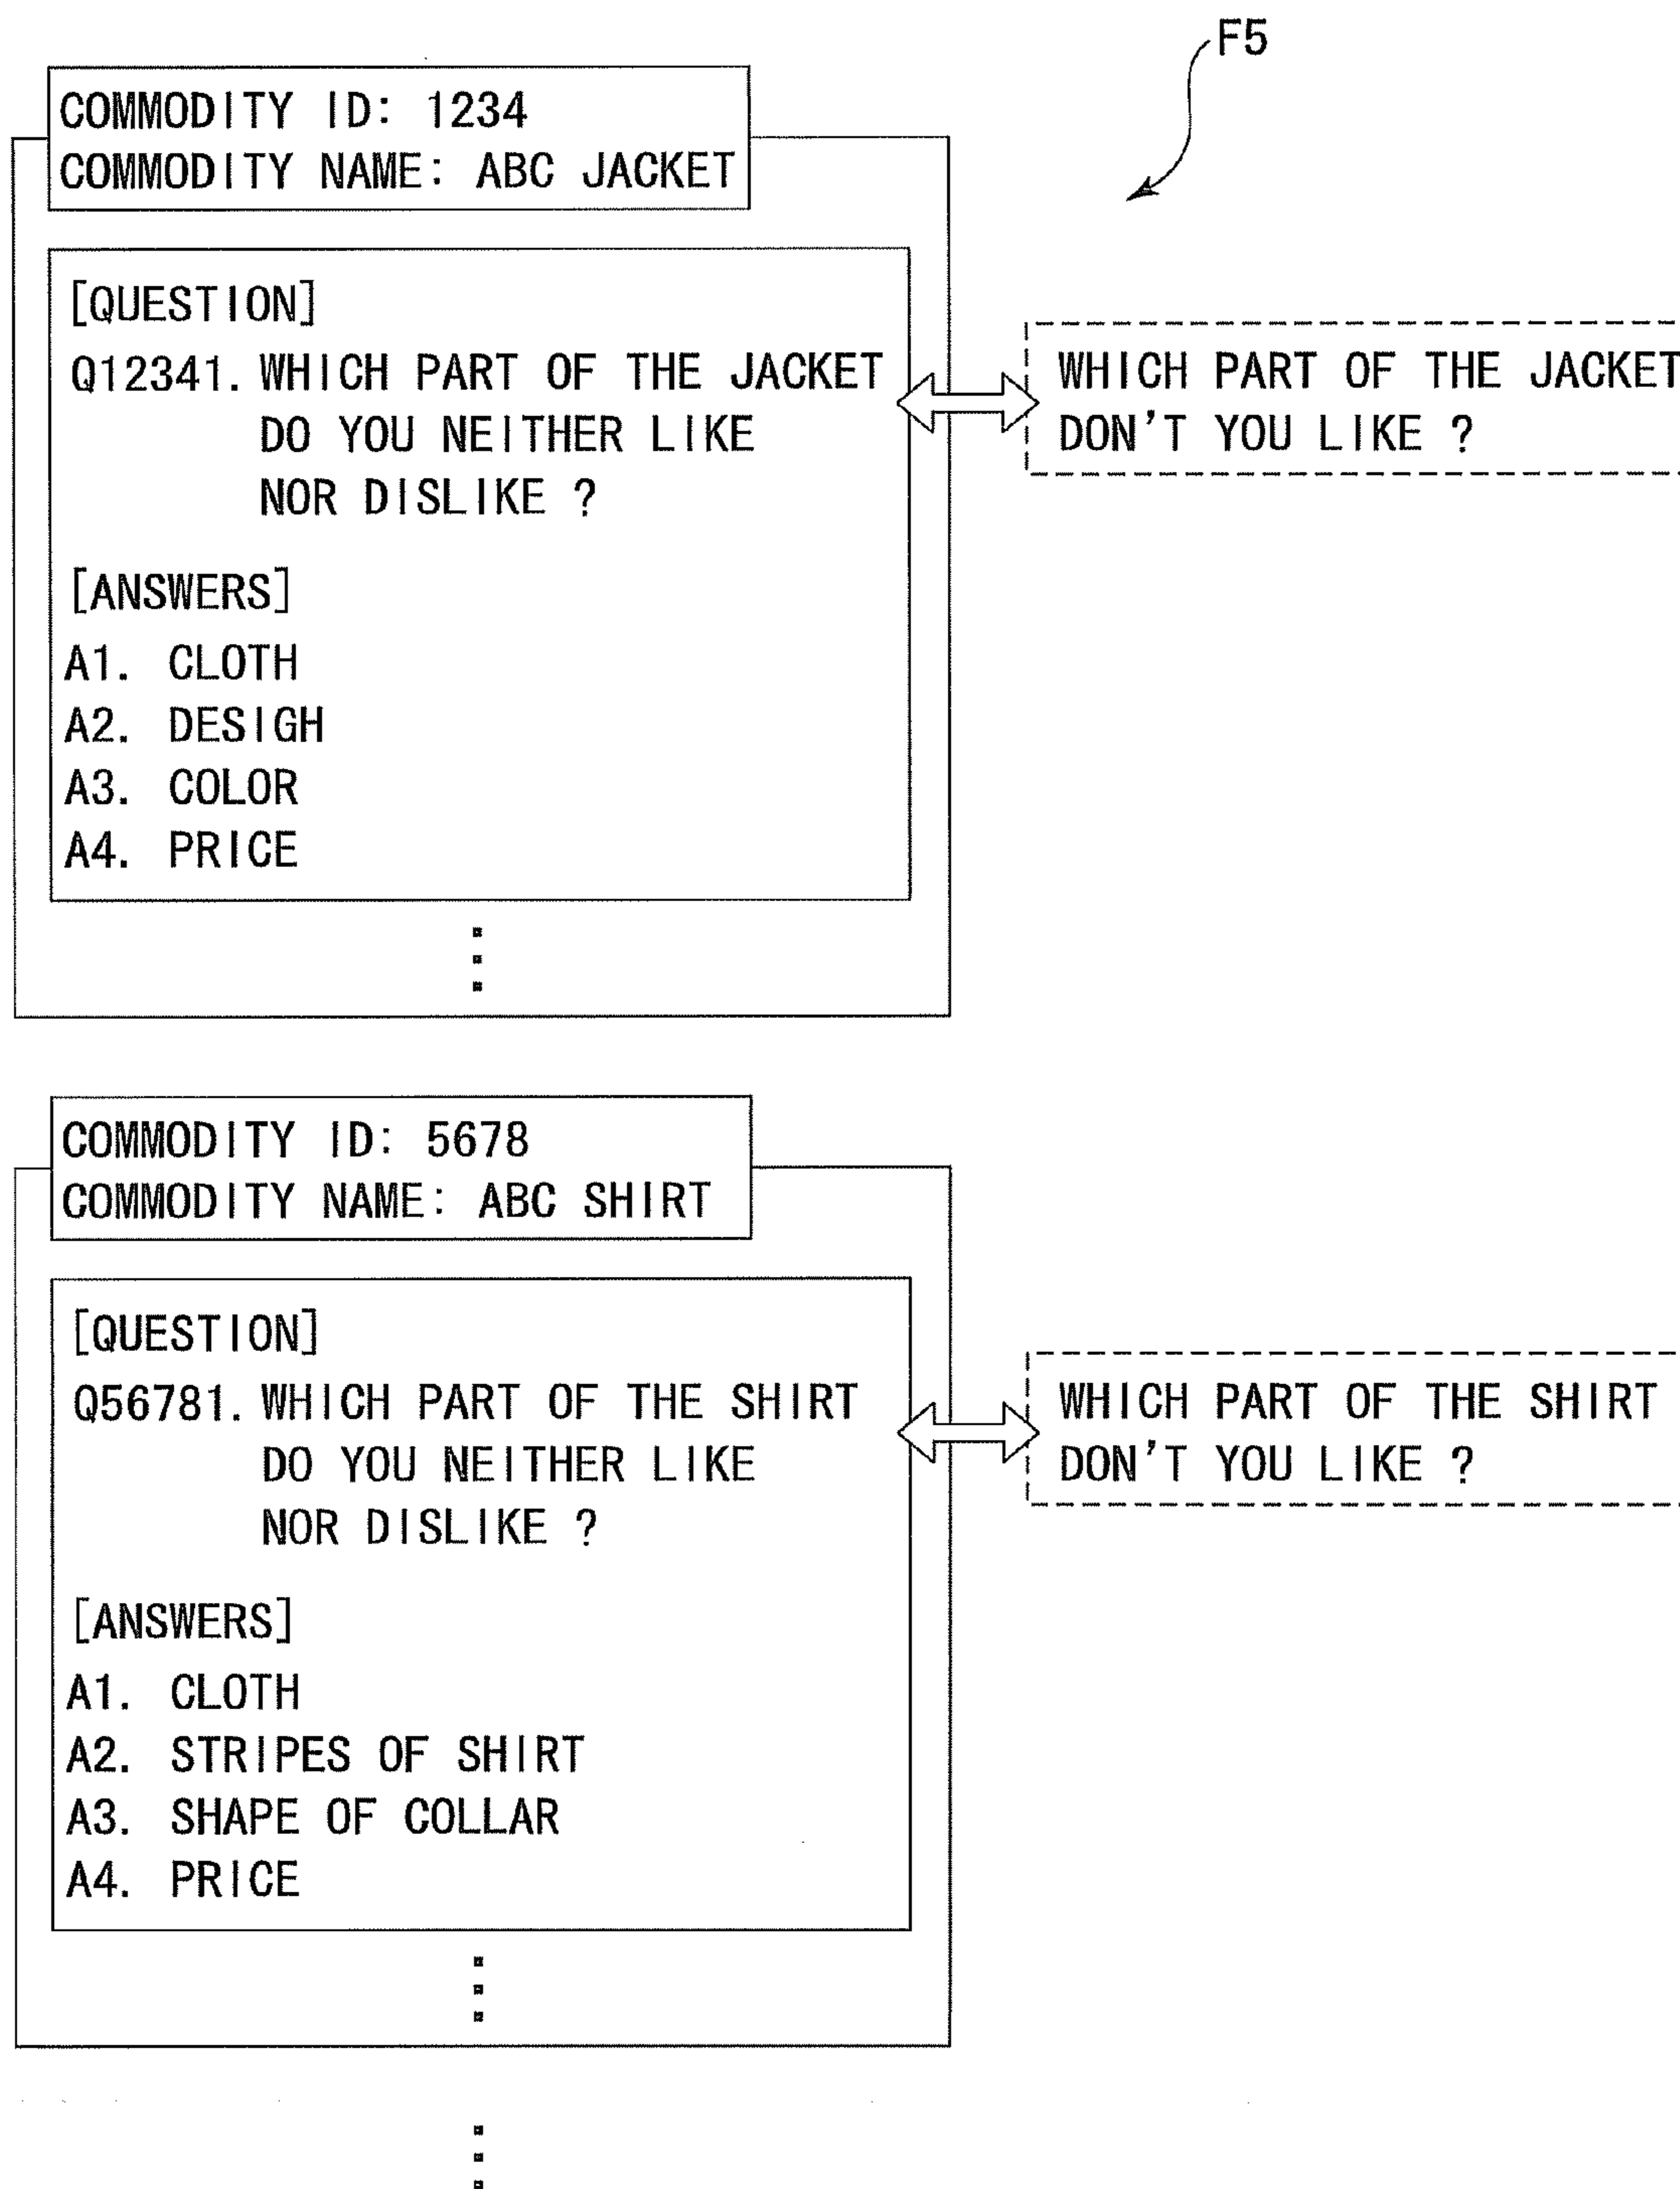 F5
COMMODITY ID: 1234
COMMODITY NAME: ABC JACKET
[QUESTION]
Q12341. WHICH PART OF THE JACKET
DO YOU NEITHER LIKE
NOR DISLIKE ?
WHICH PART OF THE JACKET
DON'T YOU LIKE ?
[ANSWERS]
A1. CLOTH
A2. DESIGH
A3. COLOR
A4. PRICE
COMMODITY ID: 5678
COMMODITY NAME: ABC SHIRT
[QUESTION]
Q56781. WHICH PART OF THE SHIRT
DO YOU NEITHER LIKE
NOR DISLIKE ?
WHICH PART OF THE SHIRT
DON'T YOU LIKE ?
[ANSWERS]
A1. CLOTH
A2. STRIPES OF SHIRT
A3. SHAPE OF COLLAR
A4. PRICE